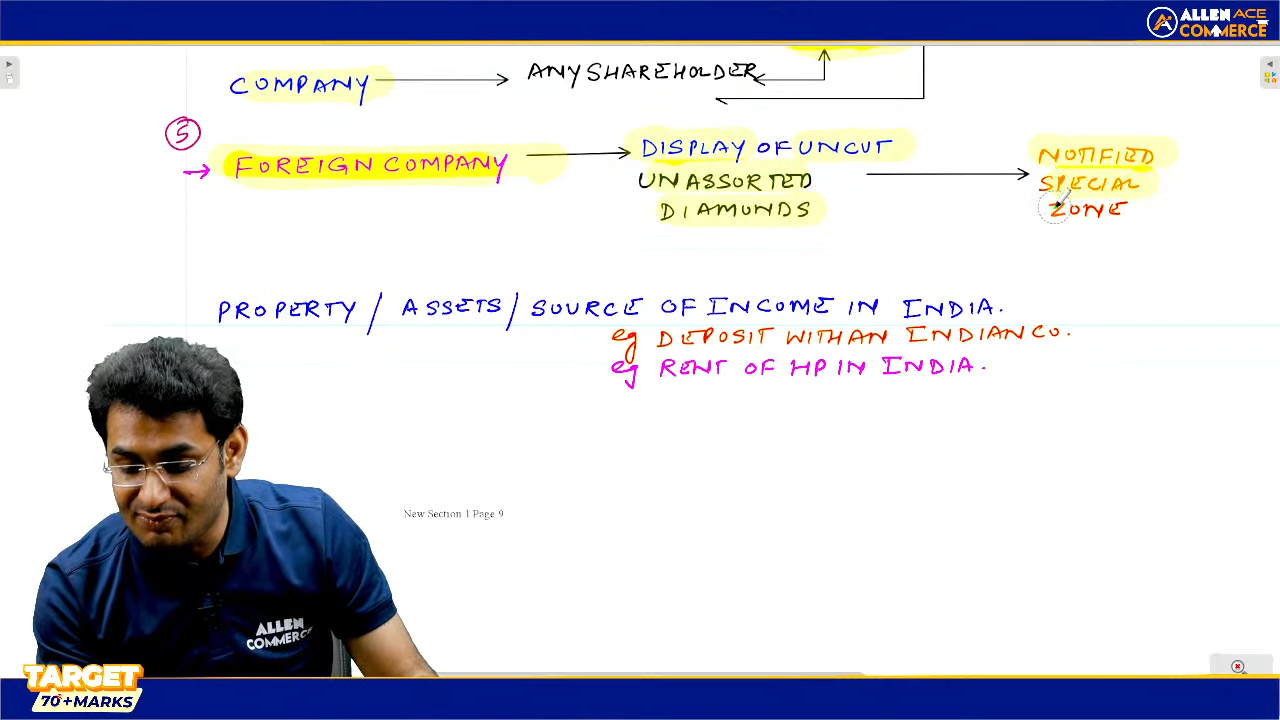 ALLEN ACE
COMMERCE
COMPANY
ANY SHAREHOLDER
5
FOREIGN COMPANY
DISPLAY OF UNCUT
UNASSORTED
DIAMONDS
NOTIFIED
SPECIAL
ZONE
PROPERTY / ASSETS / SOURCE OF INCOME IN INDIA.
eg DEPOSIT WITH AN INDIAN CO.
eg RENT OF HP IN INDIA.
New Section 1 Page 9
ALLEN
COMMERCE
TARGET
70+MARKS